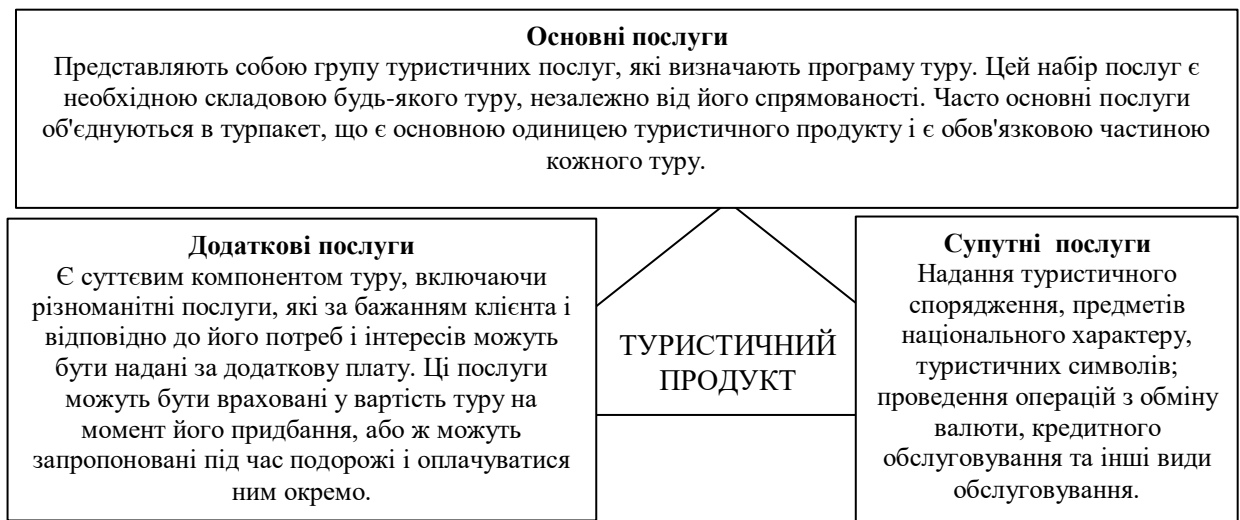 Основні послуги
Представляють собою групу туристичних послуг, які визначають програму туру. Цей набір послуг є
необхідною складовою будь-якого туру, незалежно від його спрямованості. Часто основні послуги
об'єднуються в турпакет, що є основною одиницею туристичного продукту і є обов'язковою частиною
кожного туру.
Додаткові послуги
Є суттєвим компонентом туру, включаючи
різноманітні послуги, які за бажанням клієнта і
відповідно до його потреб і інтересів можуть
бути надані за додаткову плату. Ці послуги
можуть бути враховані у вартість туру на
момент його придбання, або ж можуть
запропоновані під час подорожі і оплачуватися
ним окремо.
ТУРИСТИЧНИЙ
ПРОДУКТ
Супутні послуги
Надання туристичного
спорядження, предметів
національного характеру,
туристичних символів;
проведення операцій з обміну
валюти, кредитного
обслуговування та інші види
обслуговування.